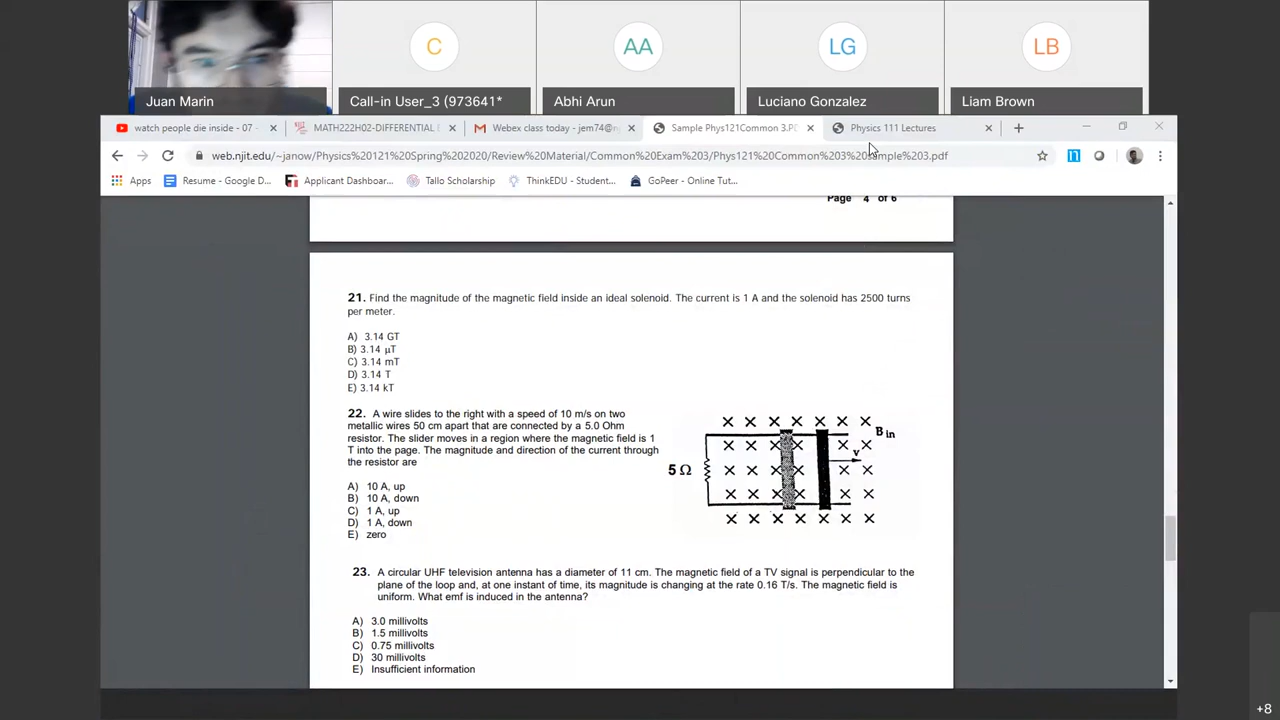 C
AA
LG
LB
Juan Marin
Call-in User_3 (973641*
Abhi Arun
Luciano Gonzalez
Liam Brown
watch people die inside - 07 -
MATH222H02-DIFFERENTIAL E
Webex class today - jem74@nj
Sample Phys121Common 3.PD
Physics 111 Lectures
web.njit.edu/~janow/Physics%20121%20Spring%202020/Review%20Material/Common%20Exam%203/Phys121%20Common%203%20Sample%203.pdf
Apps
Resume - Google D...
Applicant Dashboar...
Tallo Scholarship
ThinkEDU - Student...
GoPeer - Online Tut...
Page 4 of 6
21. Find the magnitude of the magnetic field inside an ideal solenoid. The current is 1 A and the solenoid has 2500 turns
per meter.
A) 3.14 GT
B) 3.14 µT
C) 3.14 mT
D) 3.14 T
E) 3.14 kT
22. A wire slides to the right with a speed of 10 m/s on two
metallic wires 50 cm apart that are connected by a 5.0 Ohm
resistor. The slider moves in a region where the magnetic field is 1
T into the page. The magnitude and direction of the current through
the resistor are
A) 10 A, up
B) 10 A, down
C) 1 A, up
D) 1 A, down
E) zero
B in
v
5 Ω
23. A circular UHF television antenna has a diameter of 11 cm. The magnetic field of a TV signal is perpendicular to the
plane of the loop and, at one instant of time, its magnitude is changing at the rate 0.16 T/s. The magnetic field is
uniform. What emf is induced in the antenna?
A) 3.0 millivolts
B) 1.5 millivolts
C) 0.75 millivolts
D) 30 millivolts
E) Insufficient information
+8